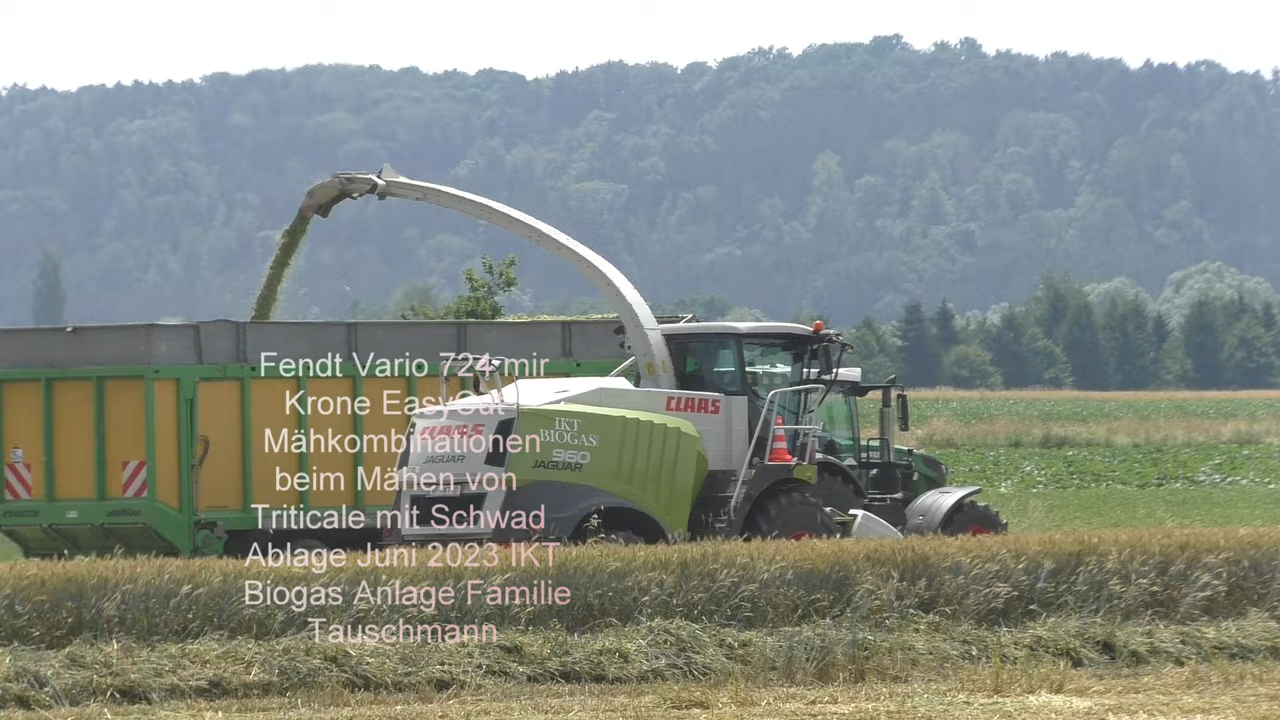 Fendt Vario 724 mir
Krone EasyCut
Mähkombinationen
beim Mähen von
Triticale mit Schwad
Ablage Juni 2023 IKT
Biogas Anlage Familie
Tauschmann
CLAAS
CLAAS
JAGUAR
IKT
BIOGAS
960
JAGUAR